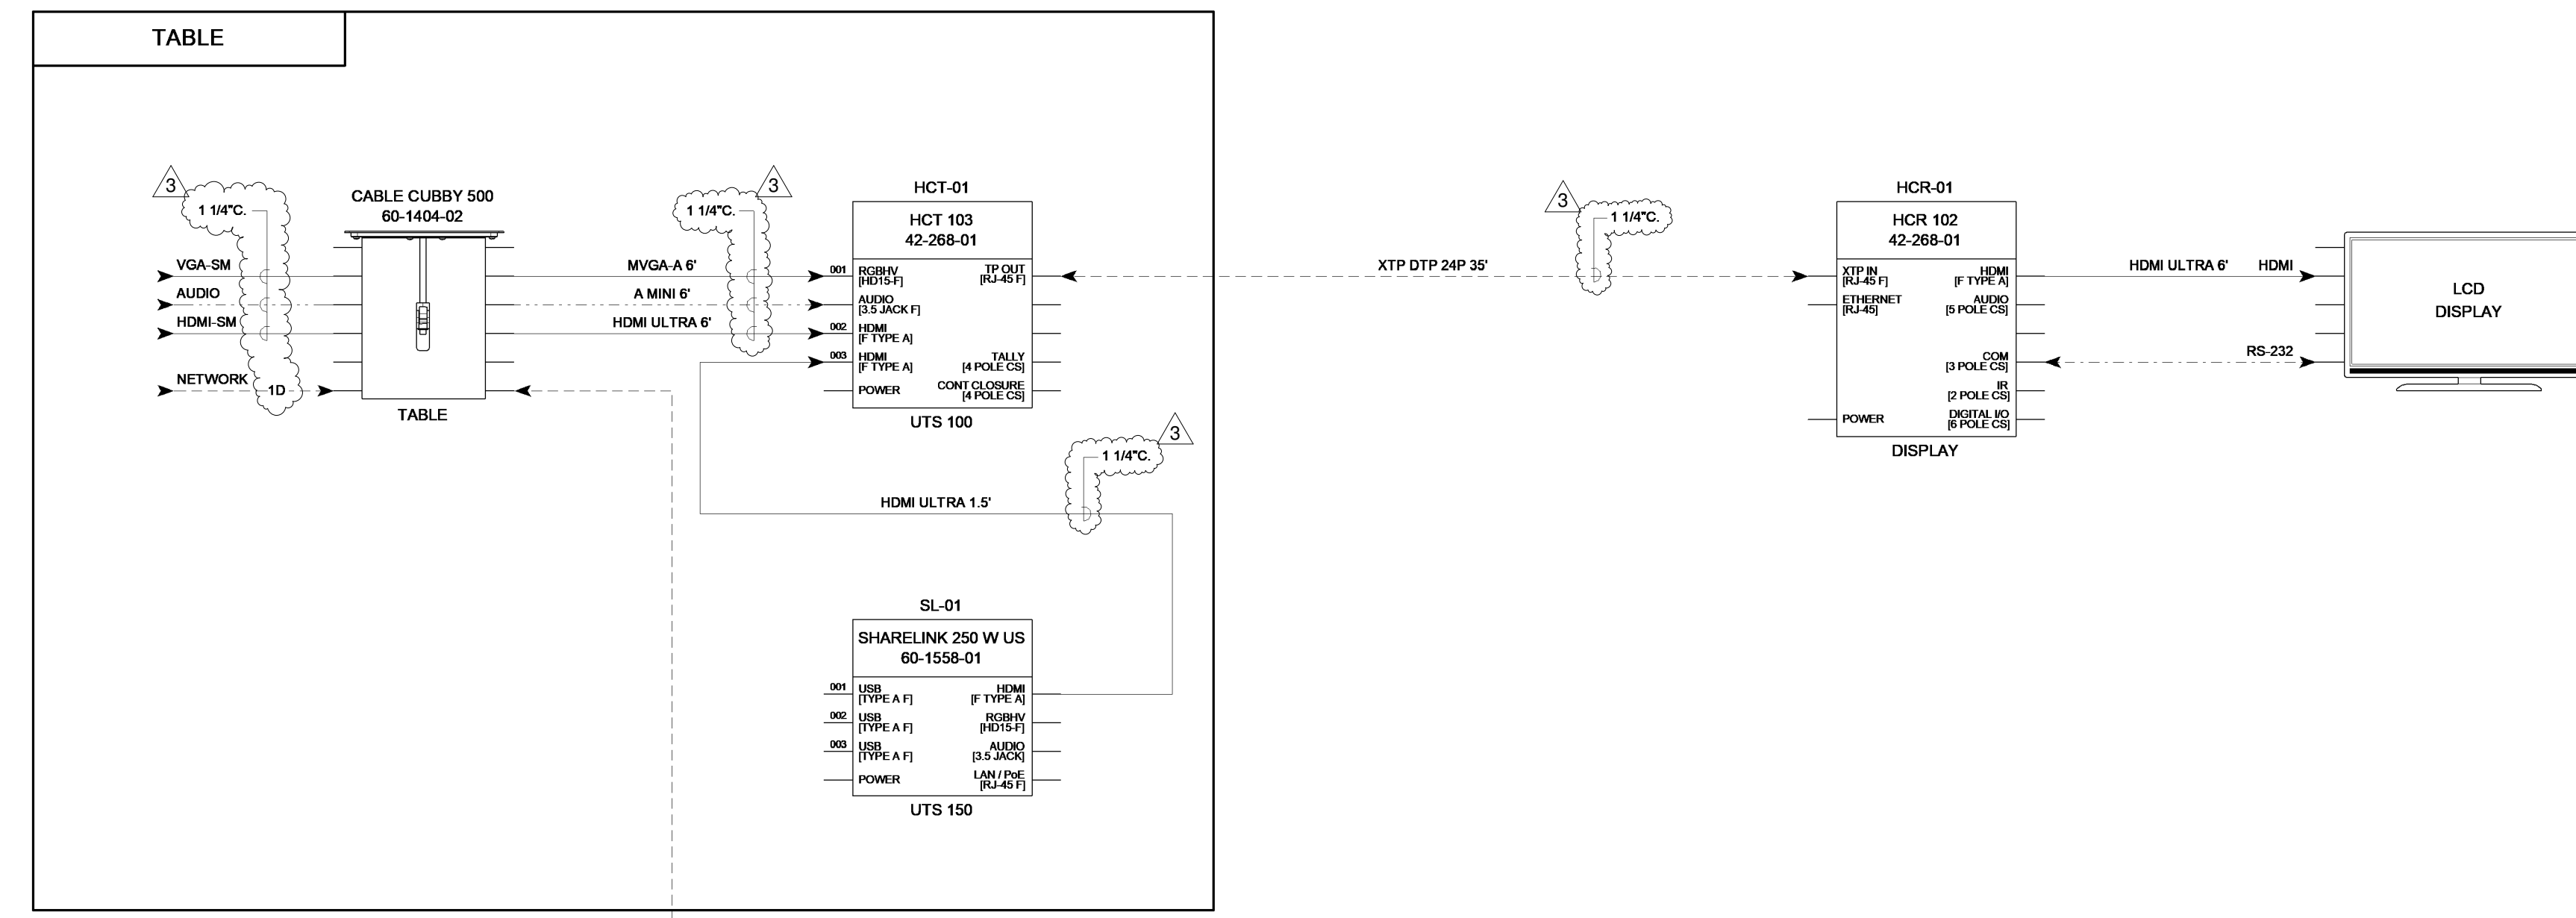 TABLE
3
1 1/4"C.
VGA-SM
AUDIO
HDMI-SM
NETWORK
1D
CABLE CUBBY 500
60-1404-02
TABLE
3
1 1/4"C.
MVGA-A 6'
A MINI 6'
HDMI ULTRA 6'
HCT-01
HCT 103
42-268-01
001 RGBHV TP OUT
[HD15-F] [RJ-45 F]
AUDIO
[3.5 JACK F]
002 HDMI
[F TYPE A]
003 HDMI TALLY
[F TYPE A] [4 POLE CS]
POWER CONT CLOSURE
[4 POLE CS]
UTS 100
3
1 1/4"C.
HDMI ULTRA 1.5'
SL-01
SHARELINK 250 W US
60-1558-01
001 USB HDMI
[TYPE A F] [F TYPE A]
002 USB RGBHV
[TYPE A F] [HD15-F]
003 USB AUDIO
[TYPE A F] [3.5 JACK]
POWER LAN / PoE
[RJ-45 F]
UTS 150
3
1 1/4"C.
XTP DTP 24P 35'
HCR-01
HCR 102
42-268-01
XTP IN HDMI
[RJ-45 F] [F TYPE A]
ETHERNET AUDIO
[RJ-45] [5 POLE CS]
COM
[3 POLE CS]
IR
[2 POLE CS]
POWER DIGITAL I/O
[6 POLE CS]
DISPLAY
HDMI ULTRA 6' HDMI
RS-232
LCD
DISPLAY